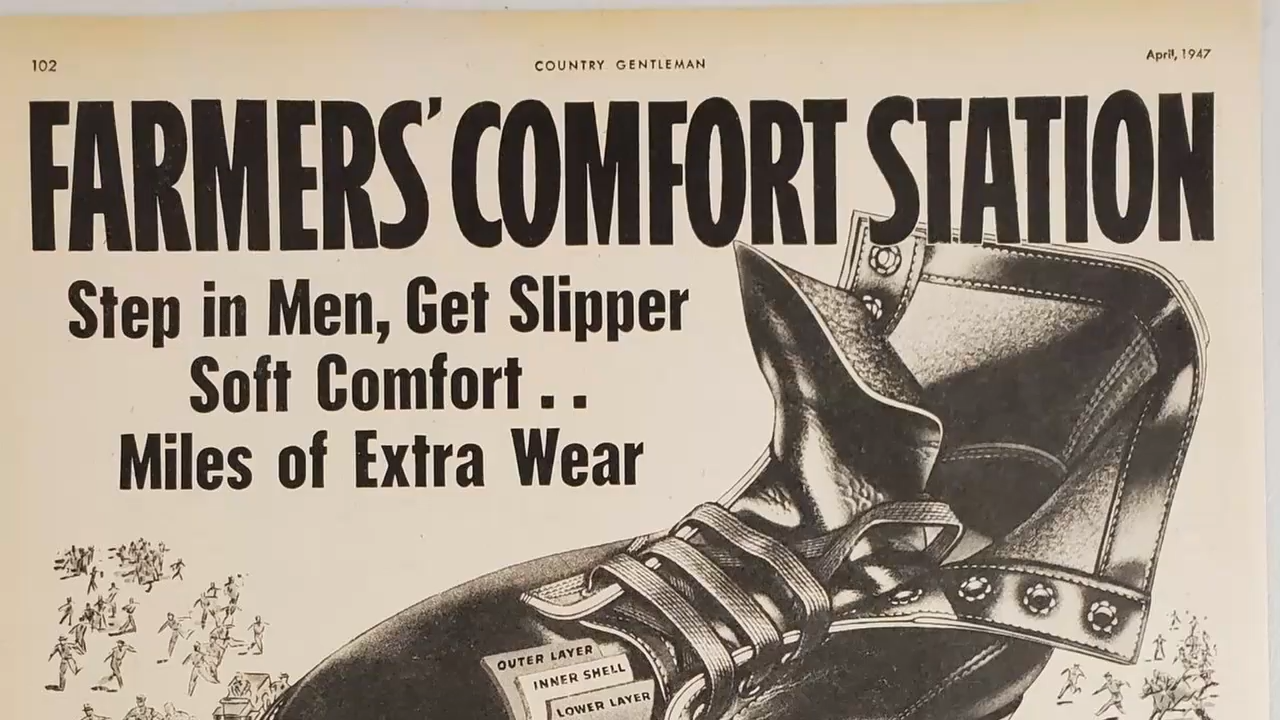 102
COUNTRY GENTLEMAN
April, 1947
FARMERS' COMFORT STATION
Step in Men, Get Slipper
Soft Comfort . .
Miles of Extra Wear
OUTER LAYER
INNER SHELL
LOWER LAYER